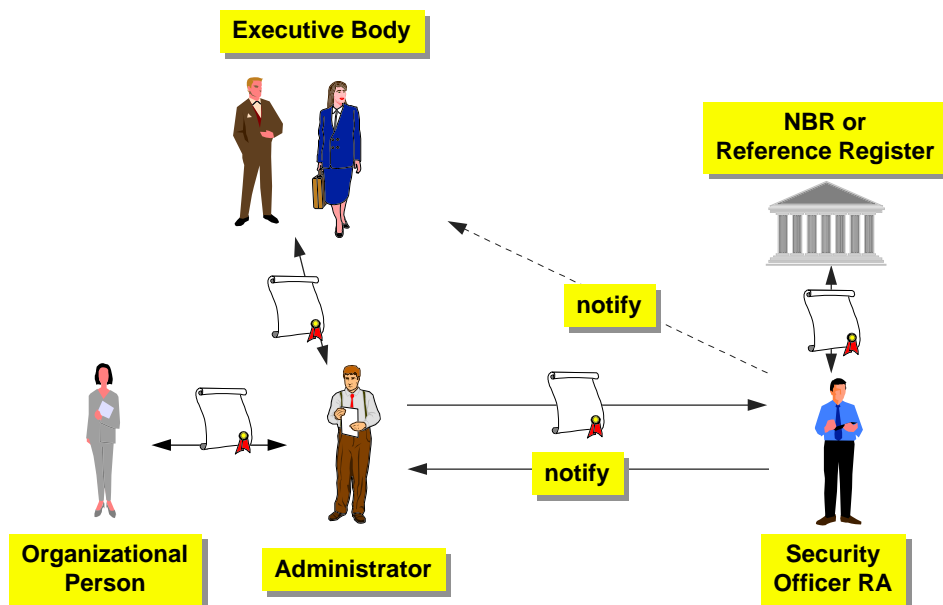 Executive Body
NBR or
Reference Register
notify
notify
Organizational
Person
Administrator
Security
Officer RA